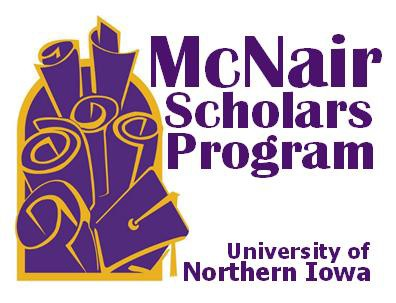 McNair
Scholars
Program
University of
Northern Iowa